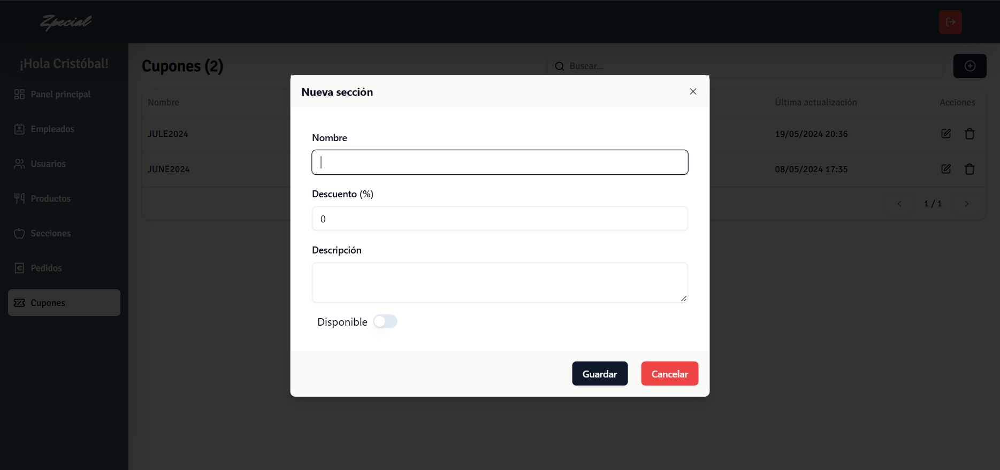 Zpecial
¡Hola Cristóbal!
Panel principal
Empleados
Usuarios
Productos
Secciones
Pedidos
Cupones
Cupones (2)
Buscar...
Nombre
Última actualización
Acciones
JULE2024
19/05/2024 20:36
JUNE2024
08/05/2024 17:35
1 / 1
Nueva sección
Nombre
Descuento (%)
0
Descripción
Disponible
Guardar
Cancelar